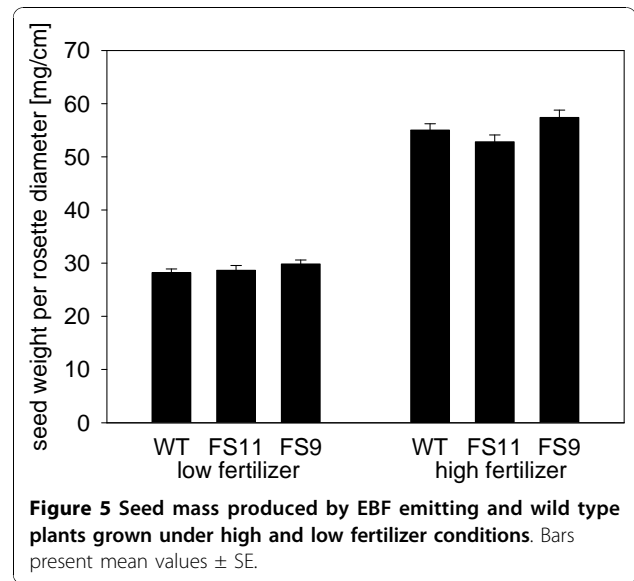 seed weight per rosette diameter [mg/cm]
70
60
50
40
30
20
10
0
WT FS11 FS9 WT FS11 FS9
low fertilizer high fertilizer
Figure 5 Seed mass produced by EBF emitting and wild type
plants grown under high and low fertilizer conditions. Bars
present mean values ± SE.